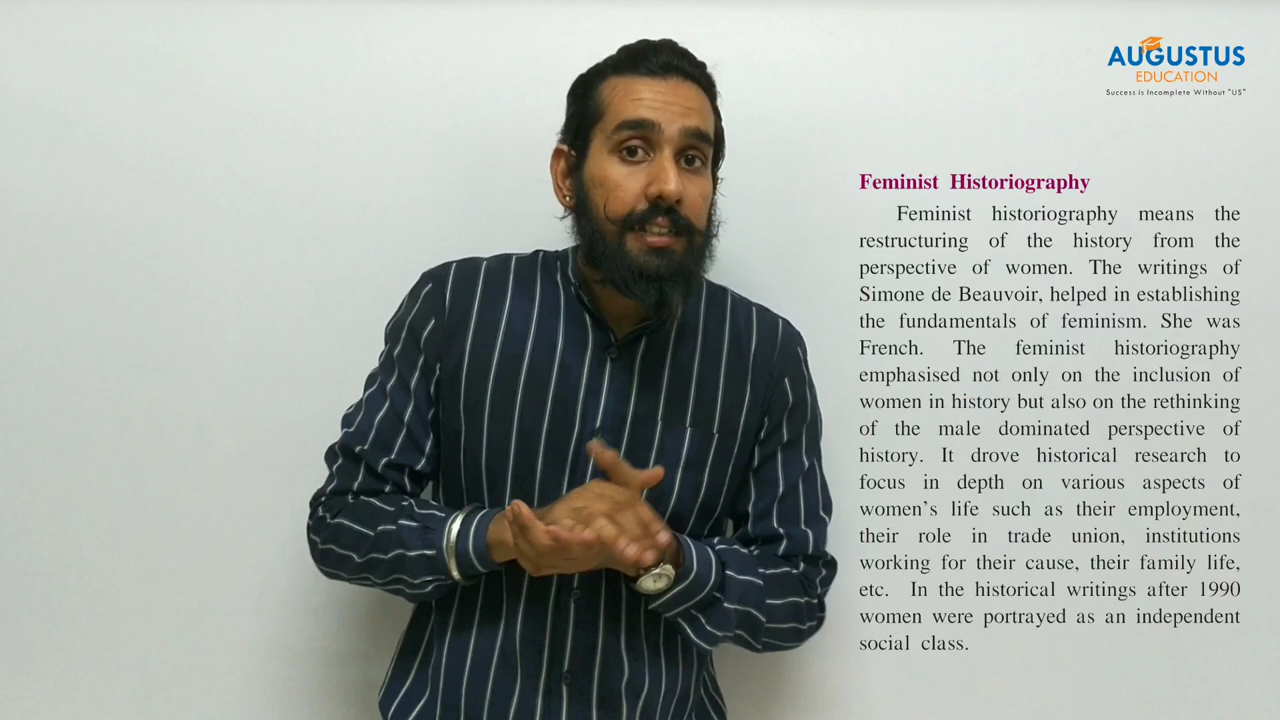 AUGUSTUS
EDUCATION
Success is Incomplete Without "US"
Feminist Historiography
Feminist historiography means the
restructuring of the history from the
perspective of women. The writings of
Simone de Beauvoir, helped in establishing
the fundamentals of feminism. She was
French. The feminist historiography
emphasised not only on the inclusion of
women in history but also on the rethinking
of the male dominated perspective of
history. It drove historical research to
focus in depth on various aspects of
women's life such as their employment,
their role in trade union, institutions
working for their cause, their family life,
etc. In the historical writings after 1990
women were portrayed as an independent
social class.